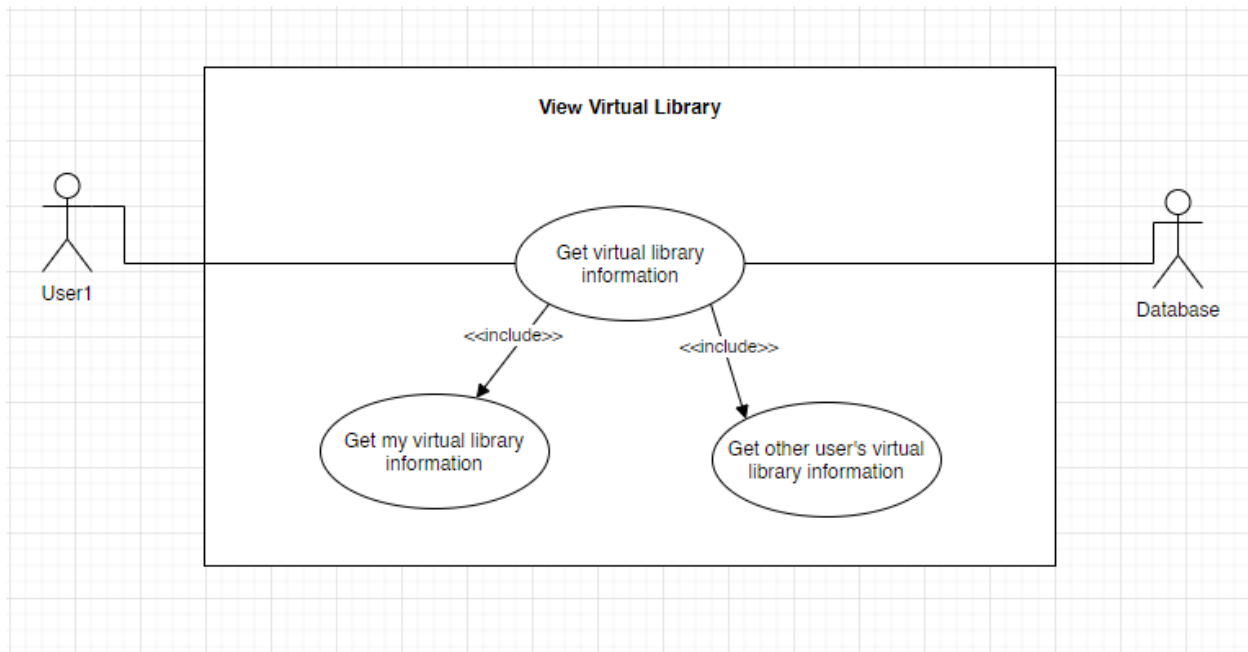 View Virtual Library
User1
Get virtual library
information
Database
<<include>>
<<include>>
Get my virtual library
information
Get other user's virtual
library information